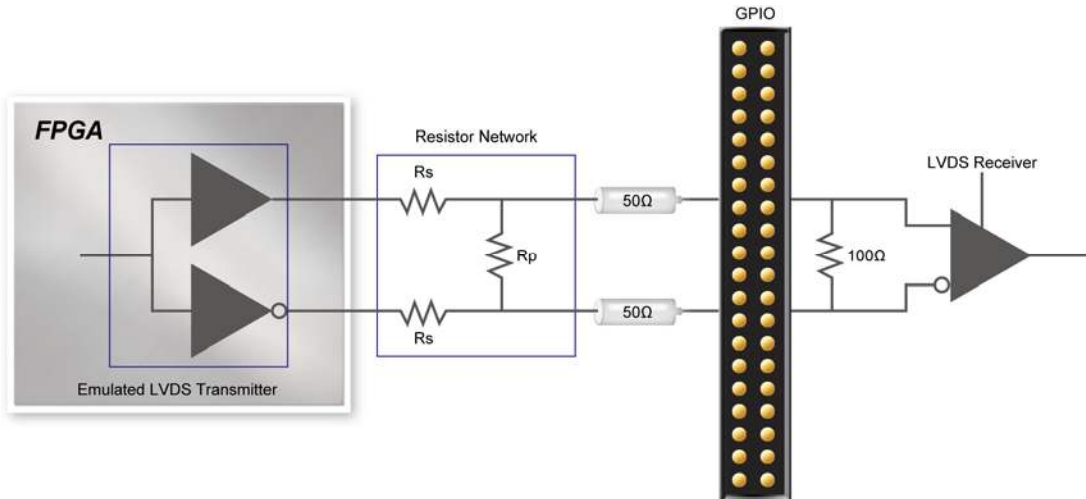 GPIO
FPGA
Resistor Network
LVDS Receiver
Rs
50Ω
Rp
100Ω
50Ω
Rs
Emulated LVDS Transmitter